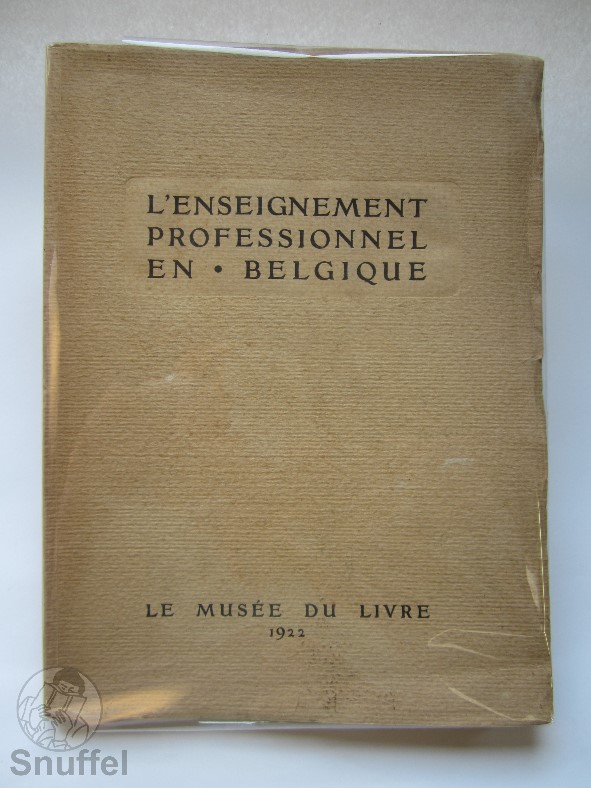 L'ENSEIGNEMENT
PROFESSIONNEL
EN • BELGIQUE
LE MUSÉE DU LIVRE
1922
Snuffel